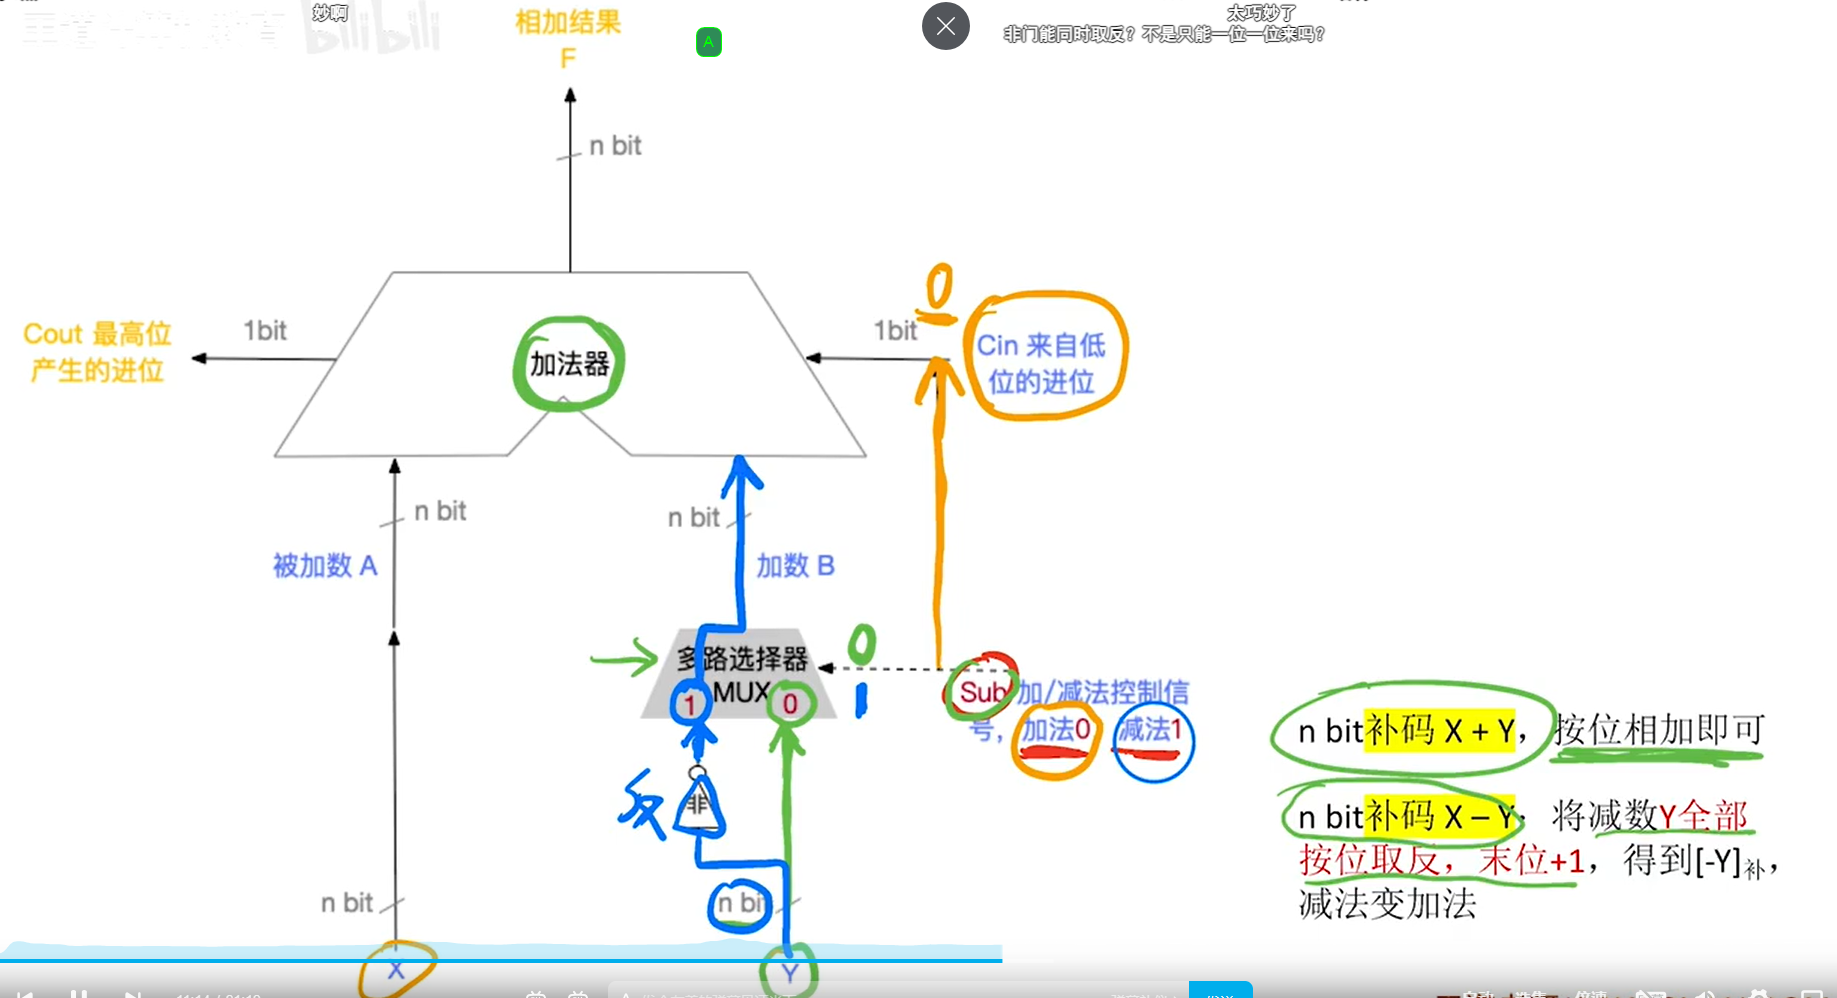 妙啊
太巧妙了
非门能同时取反？不是只能一位一位来吗？
bilibili
A
相加结果
F
n bit
0
Cout 最高位
产生的进位
1bit
加法器
1bit
Cin 来自低
位的进位
n bit
n bit
被加数 A
加数 B
多路选择器
MUX
1
0
0
1
Sub 加/减法控制信
号，加法0 减法1
非
反
n bit
n bit
X
Y
n bit补码 X + Y，按位相加即可
n bit补码 X – Y：将减数Y全部
按位取反，末位+1，得到[-Y]补，
减法变加法
选集
倍速